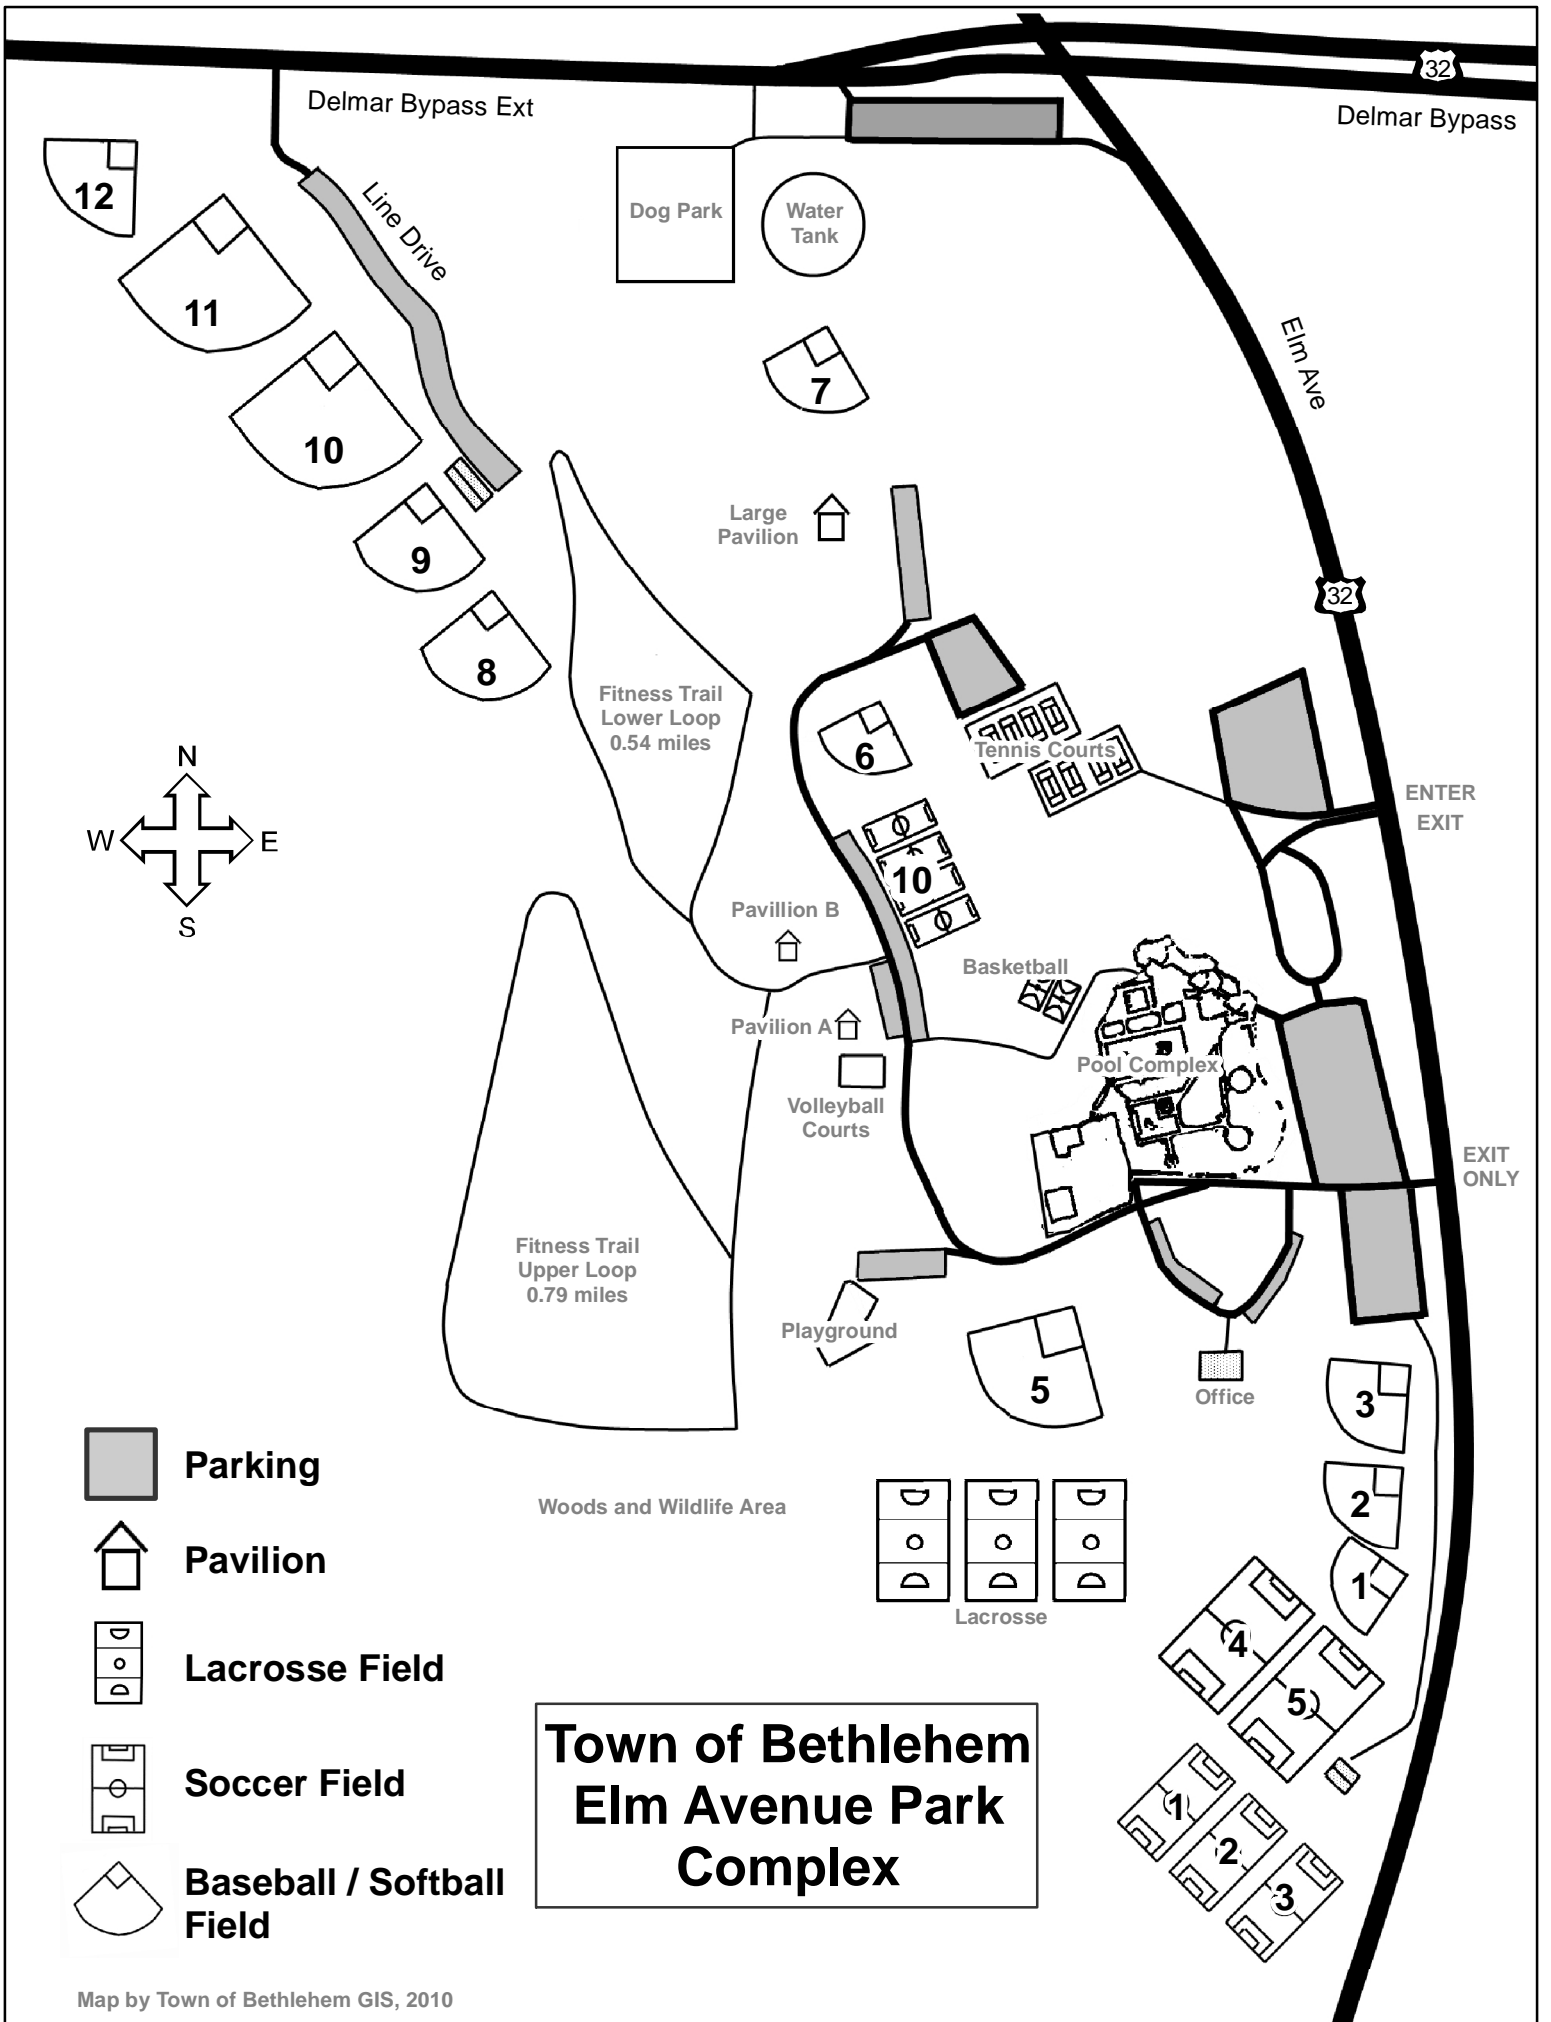 32
Delmar Bypass Ext
Delmar Bypass
12
Line Drive
Dog Park
Water
Tank
11
Elm Ave
7
10
Large
Pavilion
9
32
8
Fitness Trail
Lower Loop
0.54 miles
6
Tennis Courts
N
W
E
S
ENTER
EXIT
10
Pavillion B
Basketball
Pavilion A
Pool Complex
Volleyball
Courts
EXIT
ONLY
Fitness Trail
Upper Loop
0.79 miles
Playground
5
Office
3
Parking
Woods and Wildlife Area
2
Pavilion
1
Lacrosse
4
Lacrosse Field
5
Town of Bethlehem
Elm Avenue Park
Complex
Soccer Field
1
2
3
Baseball / Softball
Field
Map by Town of Bethlehem GIS, 2010